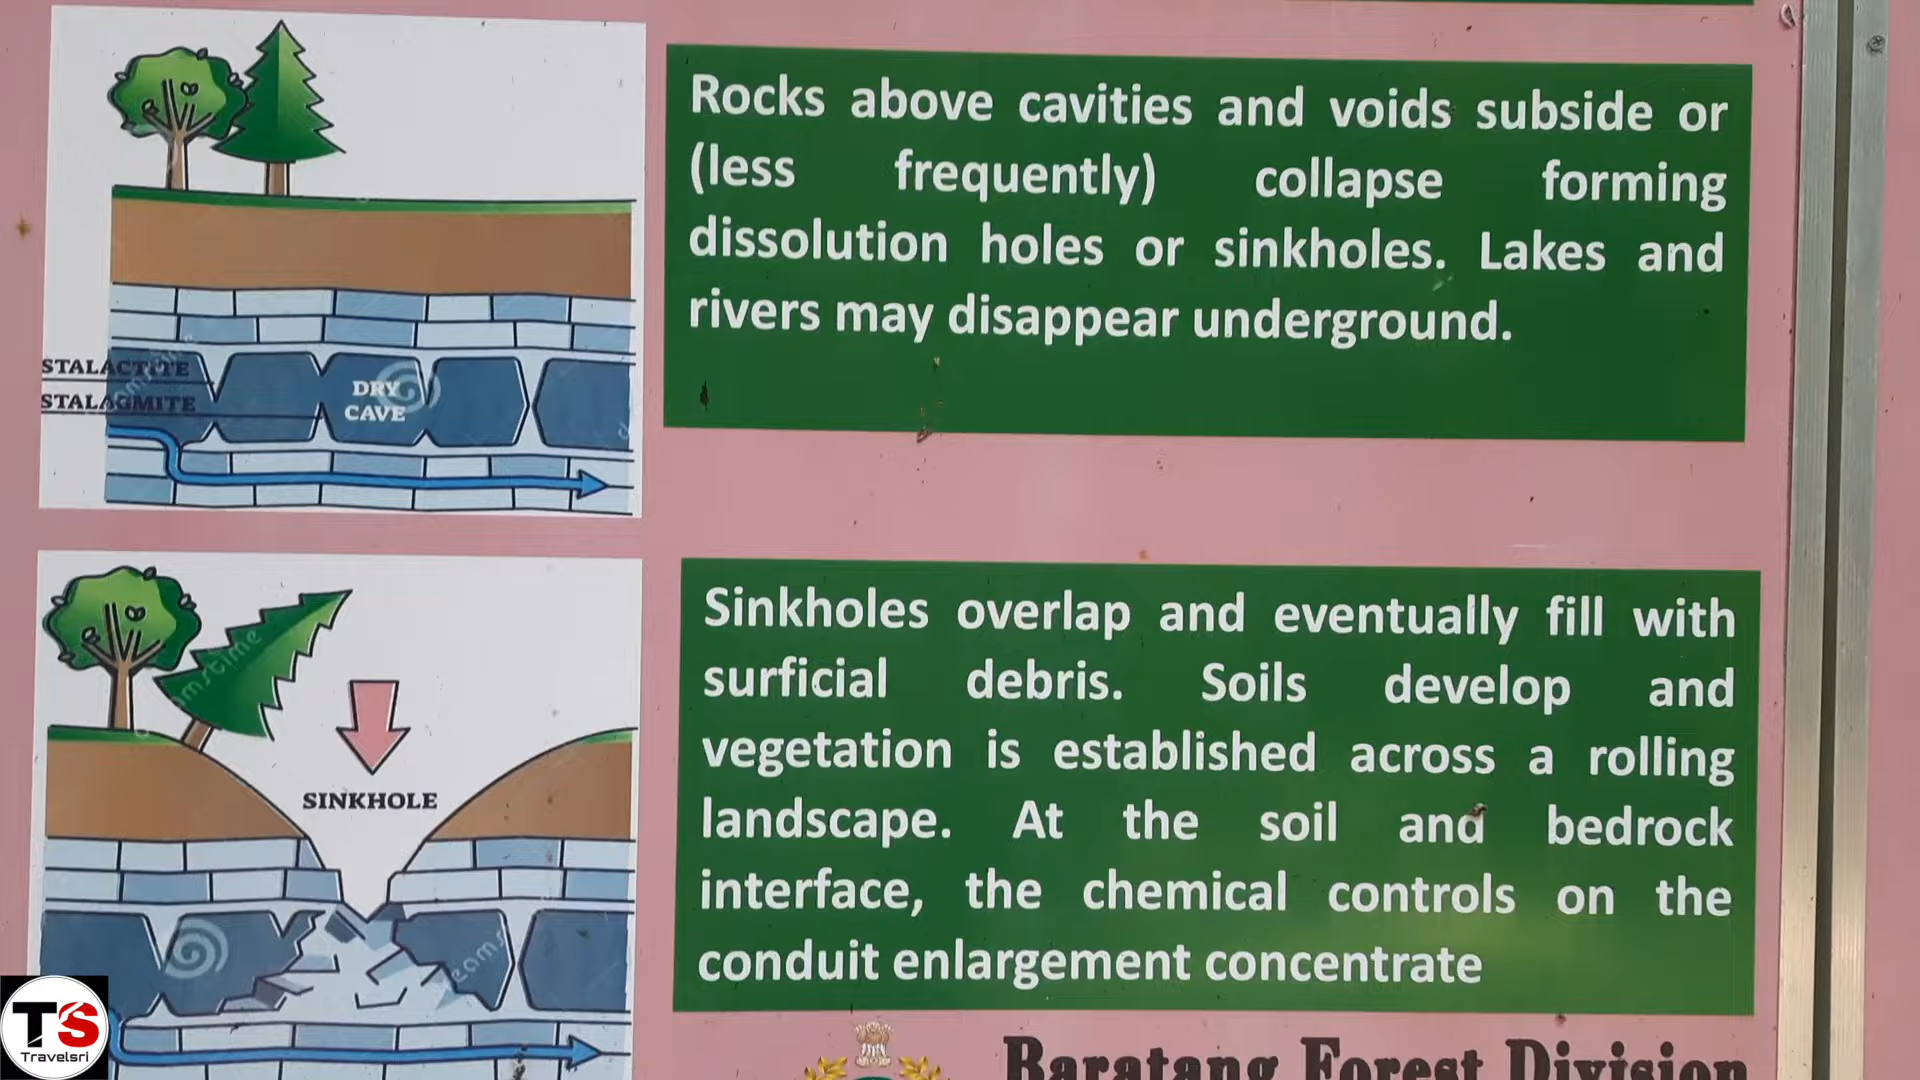 Rocks above cavities and voids subside or
(less frequently) collapse forming
dissolution holes or sinkholes. Lakes and
rivers may disappear underground.
STALACTITE
STALAGMITE
DRY
CAVE
Sinkholes overlap and eventually fill with
surficial debris. Soils develop and
vegetation is established across a rolling
landscape. At the soil and bedrock
interface, the chemical controls on the
conduit enlargement concentrate
SINKHOLE
TS
Travelsri
Baratang Forest Division